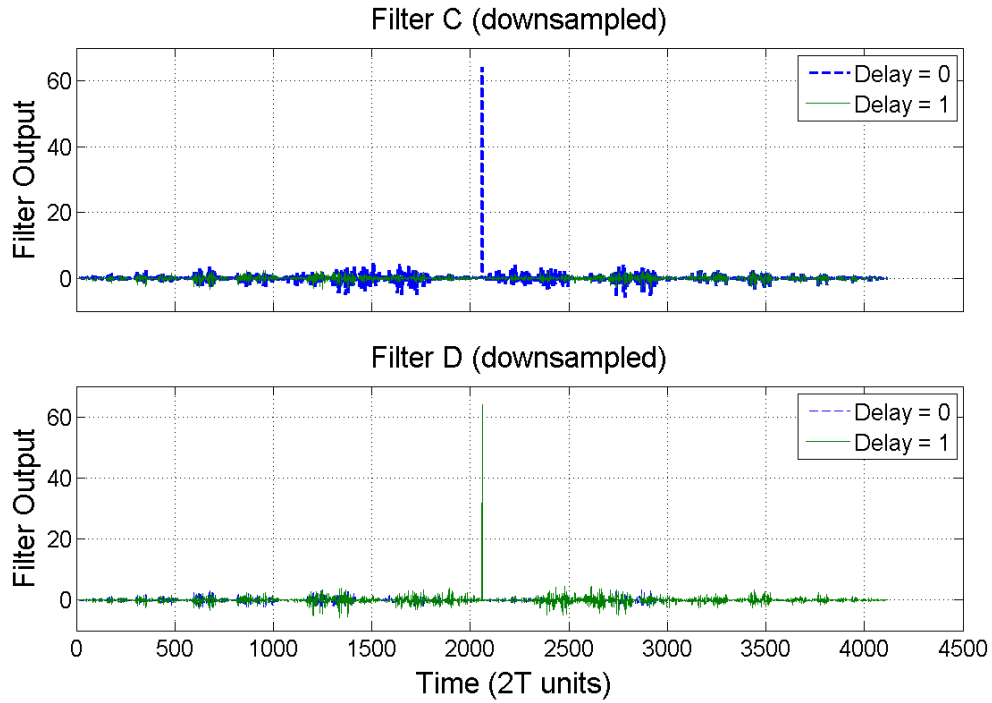 Filter C (downsampled)
Filter Output
60
40
20
0
Delay = 0
Delay = 1
Filter D (downsampled)
Filter Output
60
40
20
0
Delay = 0
Delay = 1
0 500 1000 1500 2000 2500 3000 3500 4000 4500
Time (2T units)